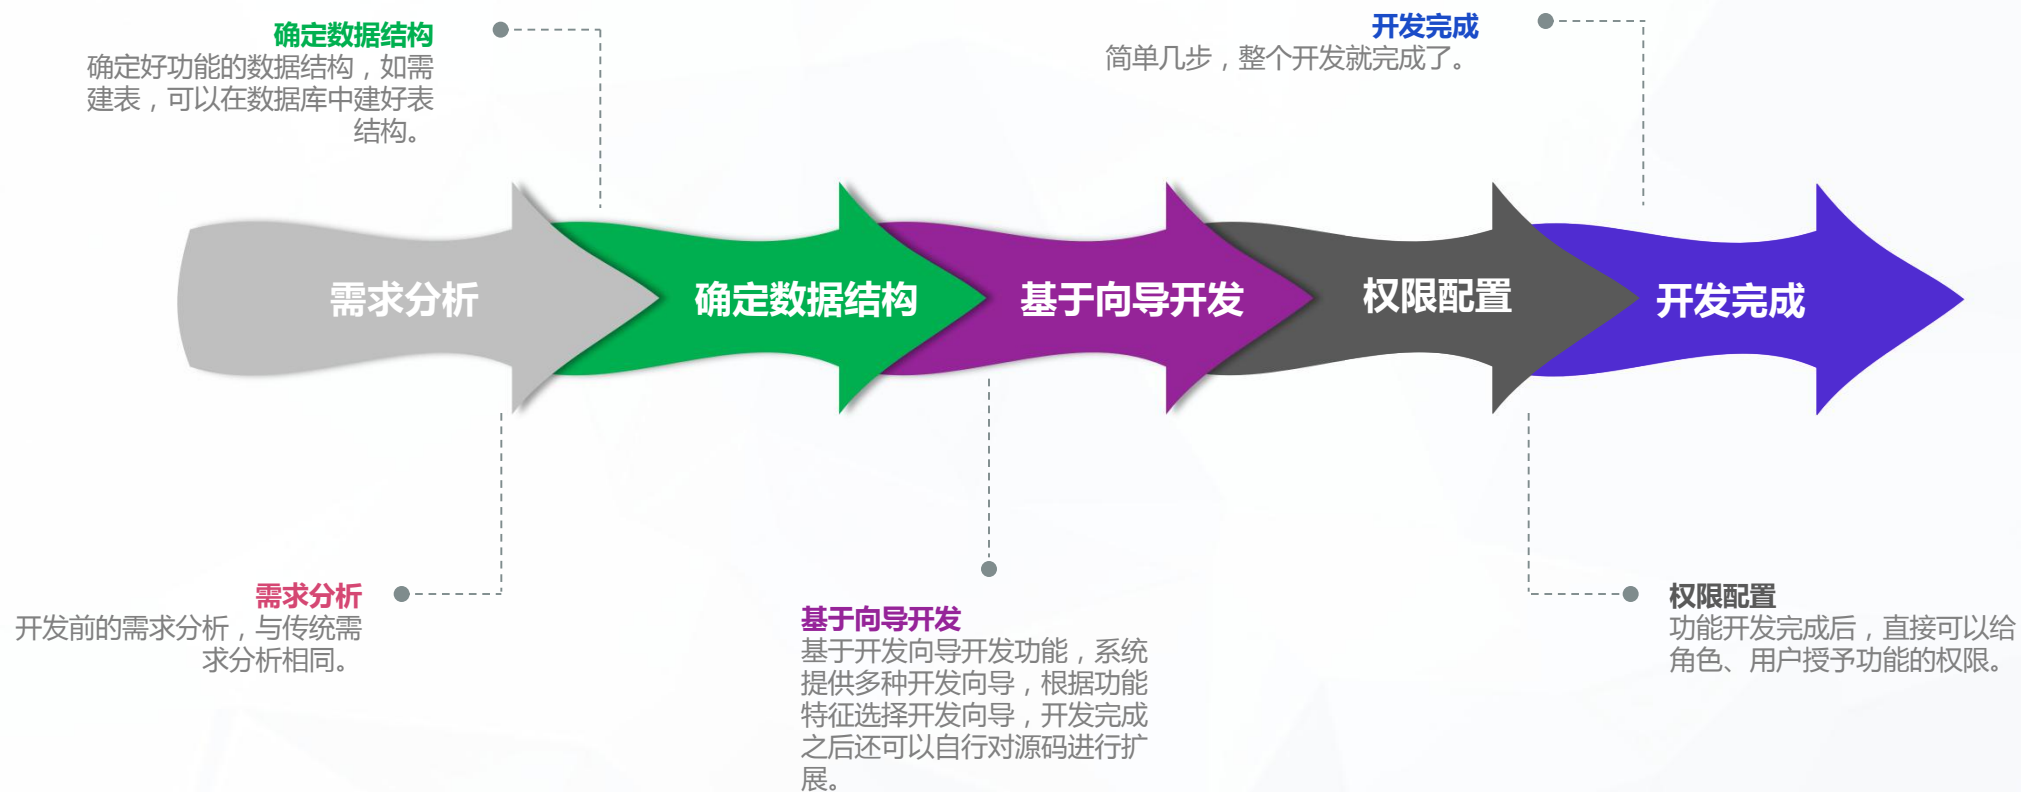 确定数据结构
确定好功能的数据结构，如需
建表，可以在数据库中建好表
结构。
开发完成
简单几步，整个开发就完成了。
需求分析
确定数据结构
基于向导开发
权限配置
开发完成
需求分析
开发前的需求分析，与传统需
求分析相同。
基于向导开发
基于开发向导开发功能，系统
提供多种开发向导，根据功能
特征选择开发向导，开发完成
之后还可以自行对源码进行扩
展。
权限配置
功能开发完成后，直接可以给
角色、用户授予功能的权限。